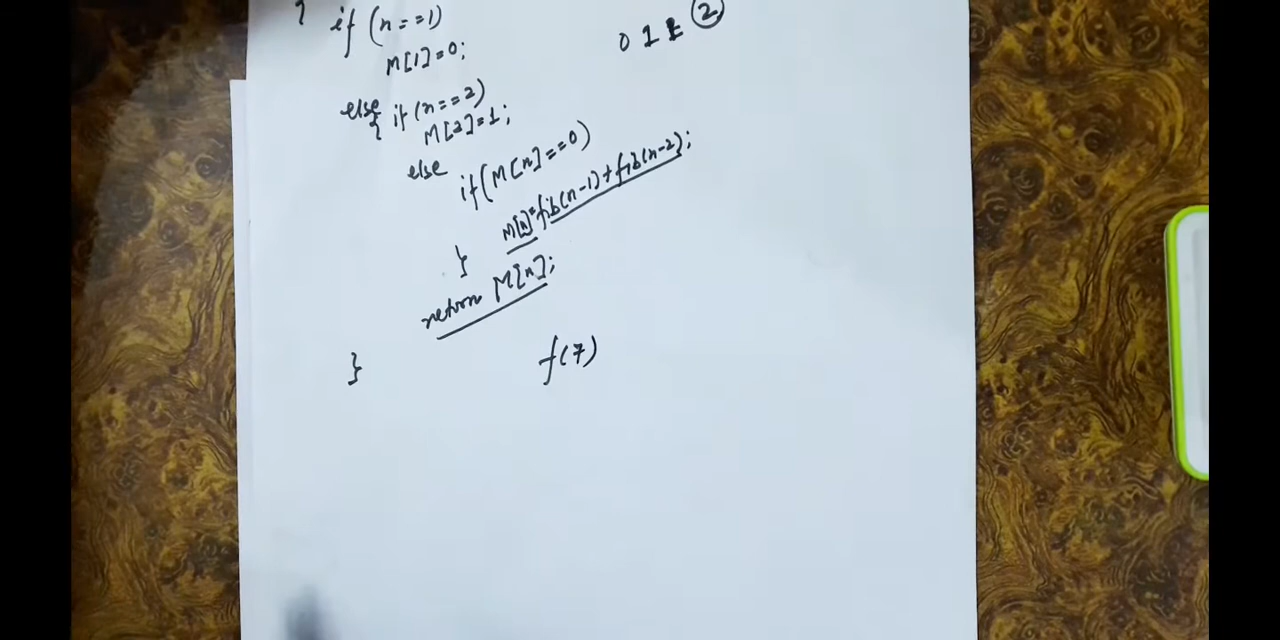 { if (n==1)
M[1]=0;
0 1 1 2
else
{ if (n==2)
M[2]=1;
else
if(M[n]==0)
M[n]=fib(n-1)+fib(n-2);
}
return M[n];
}
f(7)